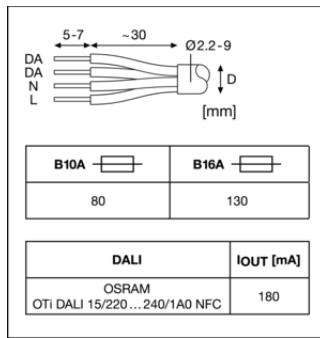 5-7 ~30
Ø2.2-9
DA
DA
N
L
D
[mm]
B10A B16A
80 130
DALI IOUT [mA]
OSRAM
OTi DALI 15/220...240/1A0 NFC 180